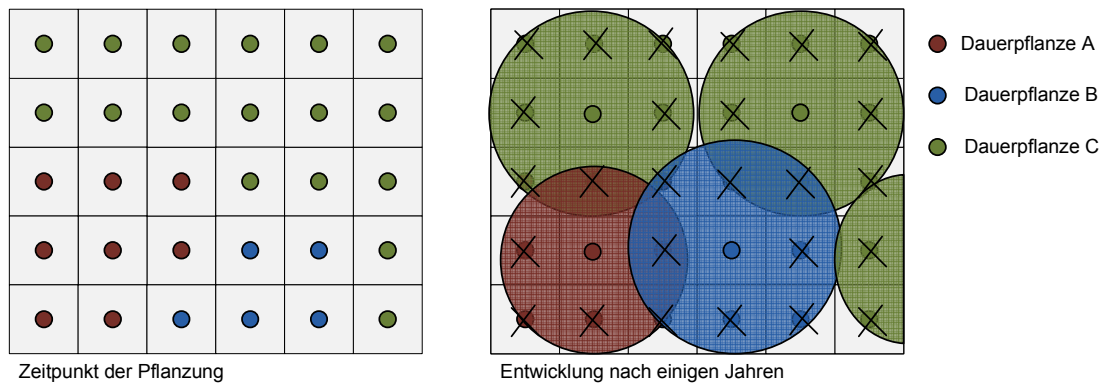 Dauerpflanze A
Dauerpflanze B
Dauerpflanze C
Zeitpunkt der Pflanzung
Entwicklung nach einigen Jahren